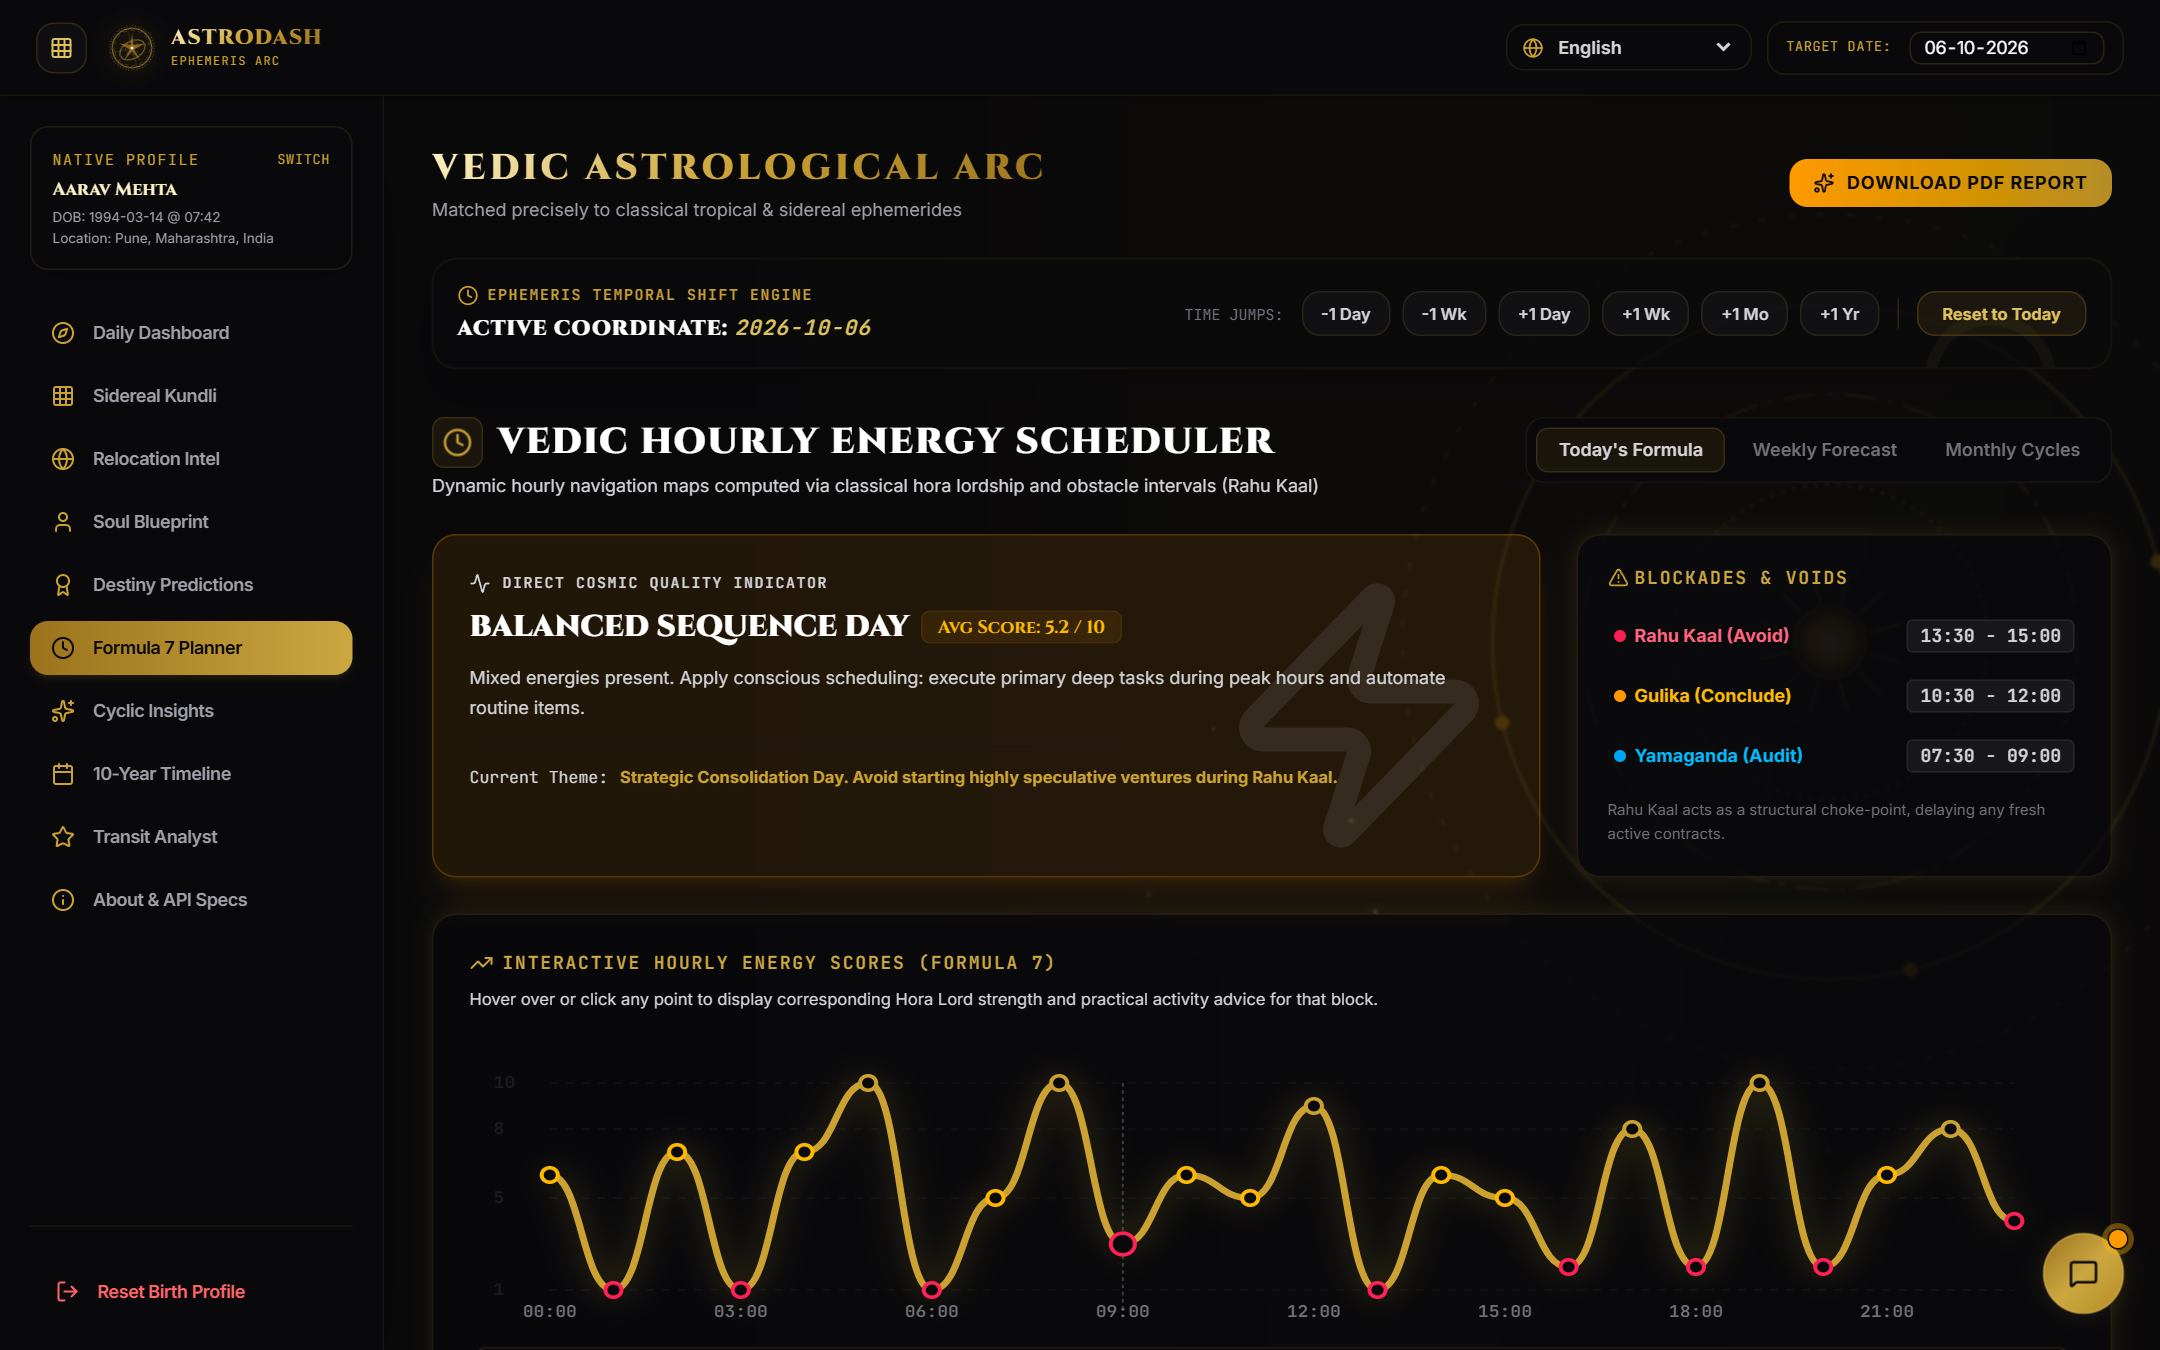 ASTRODASH
EPHEMERIS ARC
English
TARGET DATE:
06-10-2026
NATIVE PROFILE
SWITCH
AARAV MEHTA
DOB: 1994-03-14 @ 07:42
Location: Pune, Maharashtra, India
Daily Dashboard
Sidereal Kundli
Relocation Intel
Soul Blueprint
Destiny Predictions
Formula 7 Planner
Cyclic Insights
10-Year Timeline
Transit Analyst
About & API Specs
Reset Birth Profile
VEDIC ASTROLOGICAL ARC
Matched precisely to classical tropical & sidereal ephemerides
DOWNLOAD PDF REPORT
EPHEMERIS TEMPORAL SHIFT ENGINE
ACTIVE COORDINATE: 2026-10-06
TIME JUMPS:
-1 Day
-1 Wk
+1 Day
+1 Wk
+1 Mo
+1 Yr
Reset to Today
VEDIC HOURLY ENERGY SCHEDULER
Dynamic hourly navigation maps computed via classical hora lordship and obstacle intervals (Rahu Kaal)
Today's Formula
Weekly Forecast
Monthly Cycles
DIRECT COSMIC QUALITY INDICATOR
BALANCED SEQUENCE DAY
AVG SCORE: 5.2 / 10
Mixed energies present. Apply conscious scheduling: execute primary deep tasks during peak hours and automate
routine items.
Current Theme: Strategic Consolidation Day. Avoid starting highly speculative ventures during Rahu Kaal.
BLOCKADES & VOIDS
Rahu Kaal (Avoid)
13:30 - 15:00
Gulika (Conclude)
10:30 - 12:00
Yamaganda (Audit)
07:30 - 09:00
Rahu Kaal acts as a structural choke-point, delaying any fresh
active contracts.
INTERACTIVE HOURLY ENERGY SCORES (FORMULA 7)
Hover over or click any point to display corresponding Hora Lord strength and practical activity advice for that block.
10
8
5
1
00:00
03:00
06:00
09:00
12:00
15:00
18:00
21:00